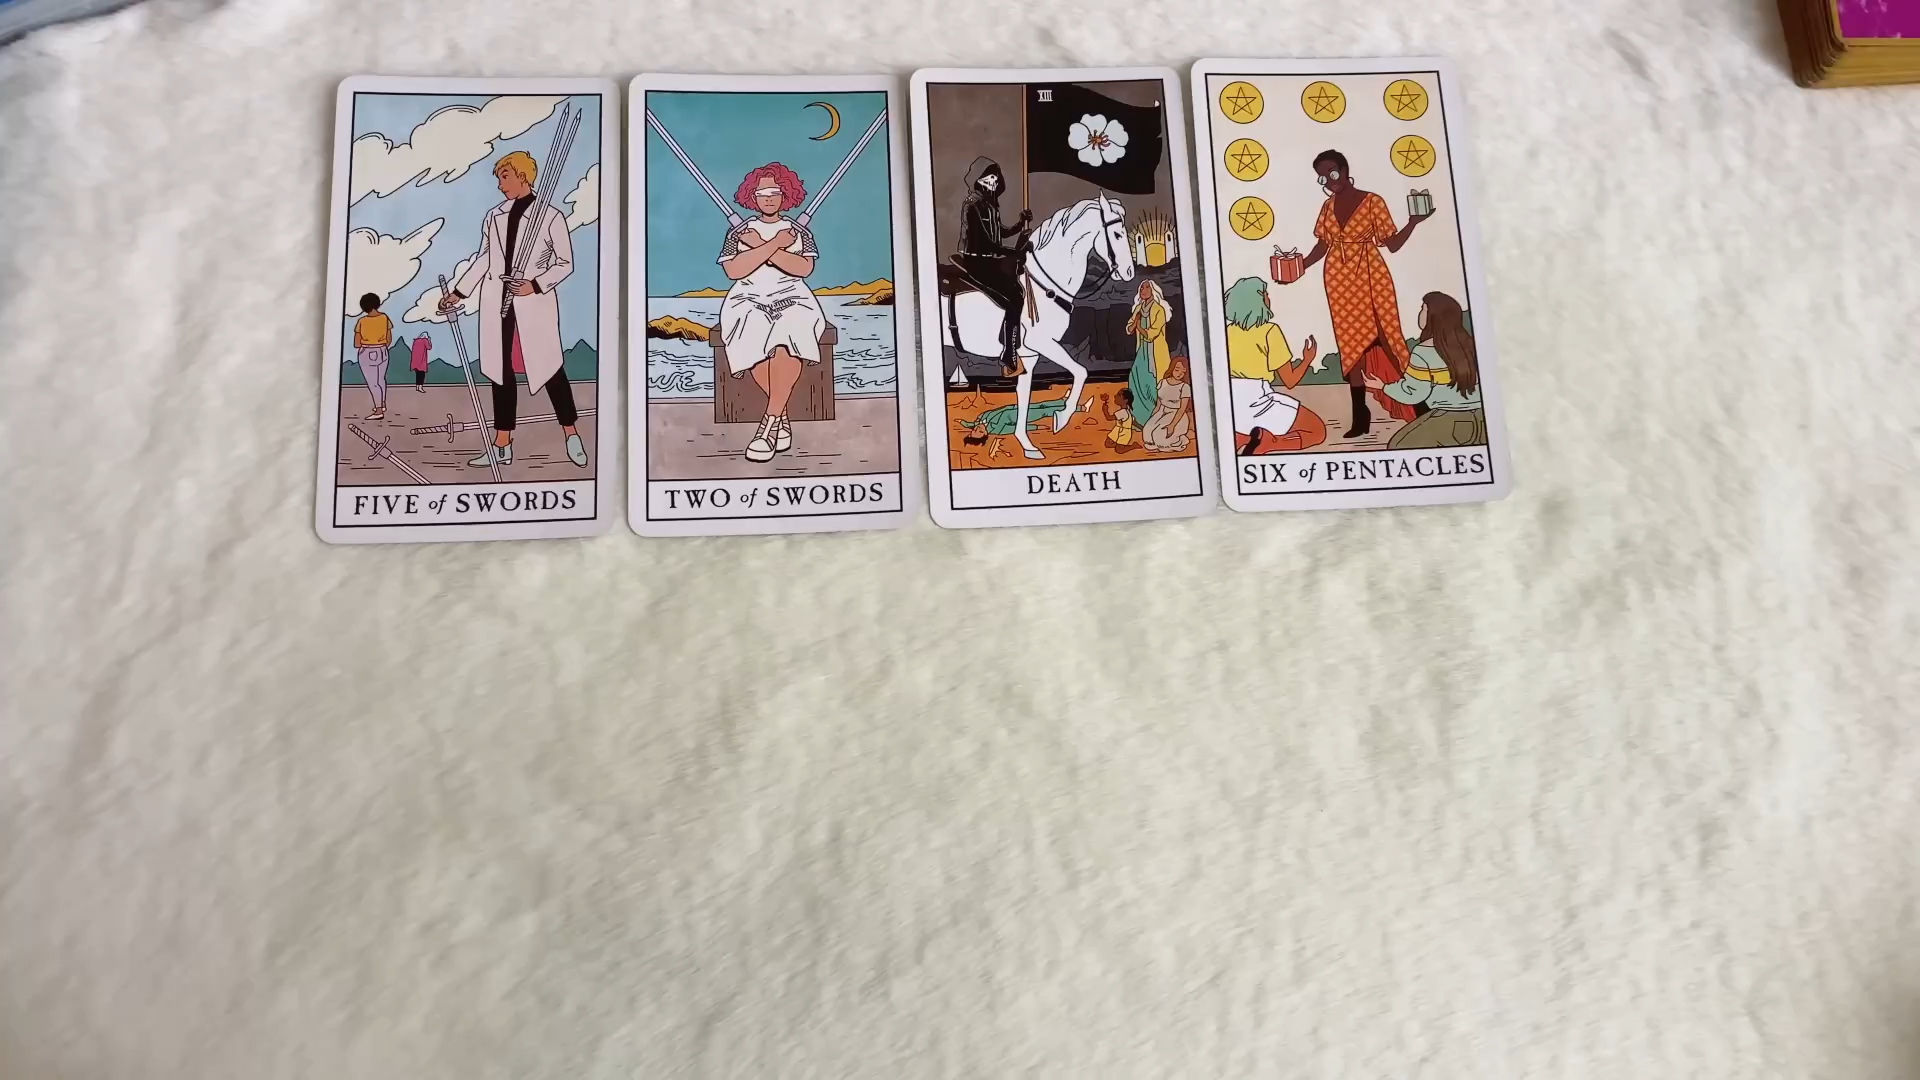 FIVE of SWORDS
TWO of SWORDS
XIII
DEATH
SIX of PENTACLES